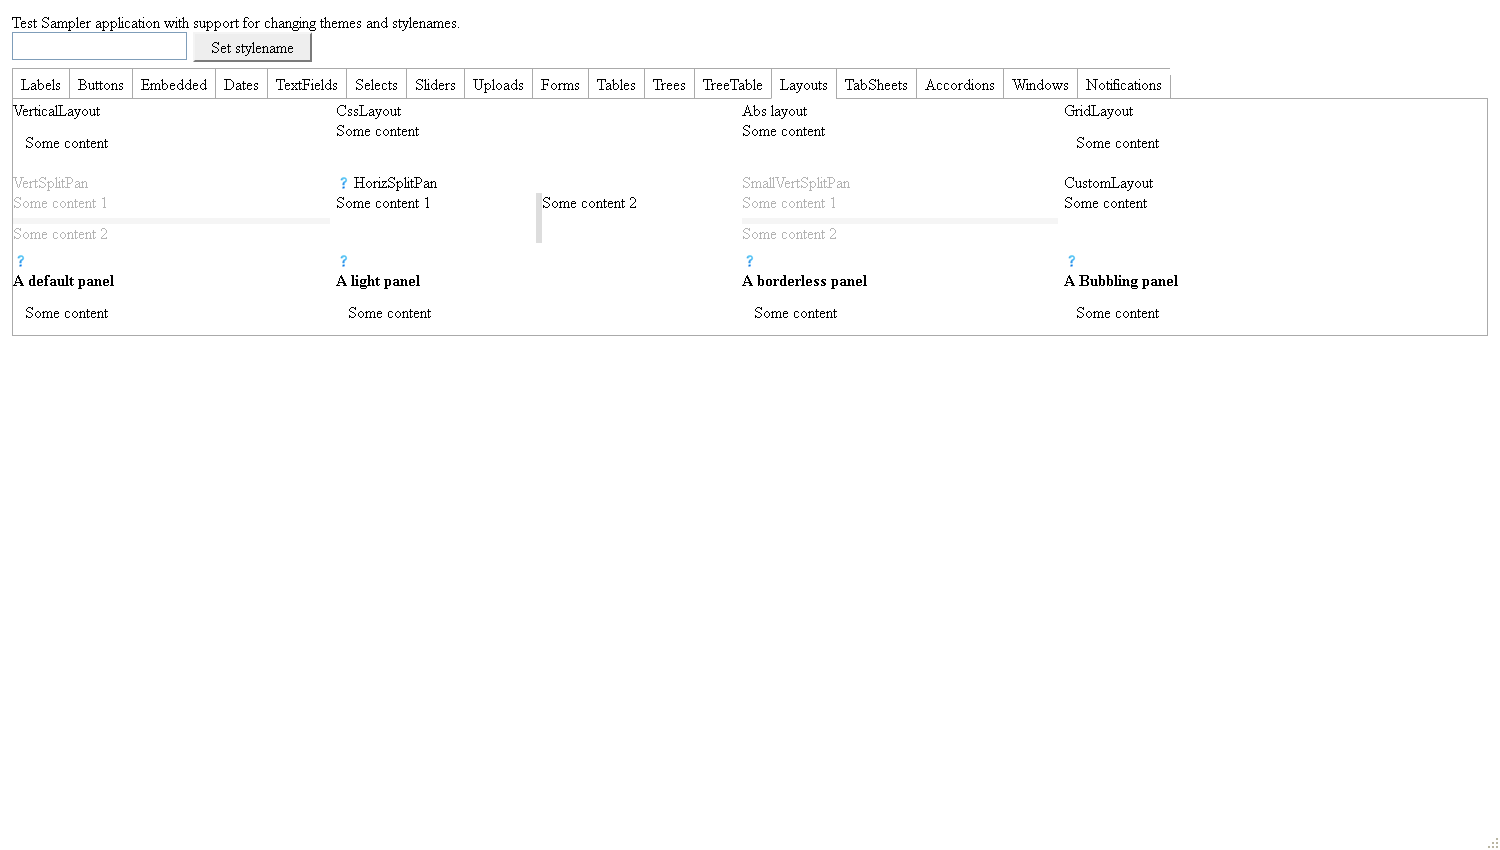 Test Sampler application with support for changing themes and stylenames.
Set stylename
Labels Buttons Embedded Dates TextFields Selects Sliders Uploads Forms Tables Trees TreeTable Layouts TabSheets Accordions Windows Notifications
VerticalLayout CssLayout Abs layout GridLayout
Some content Some content
Some content Some content
VertSplitPan ? HorizSplitPan SmallVertSplitPan CustomLayout
Some content 1 Some content 1 Some content 2 Some content 1 Some content
Some content 2 Some content 2
? ? ? ?
A default panel A light panel A borderless panel A Bubbling panel
Some content Some content Some content Some content